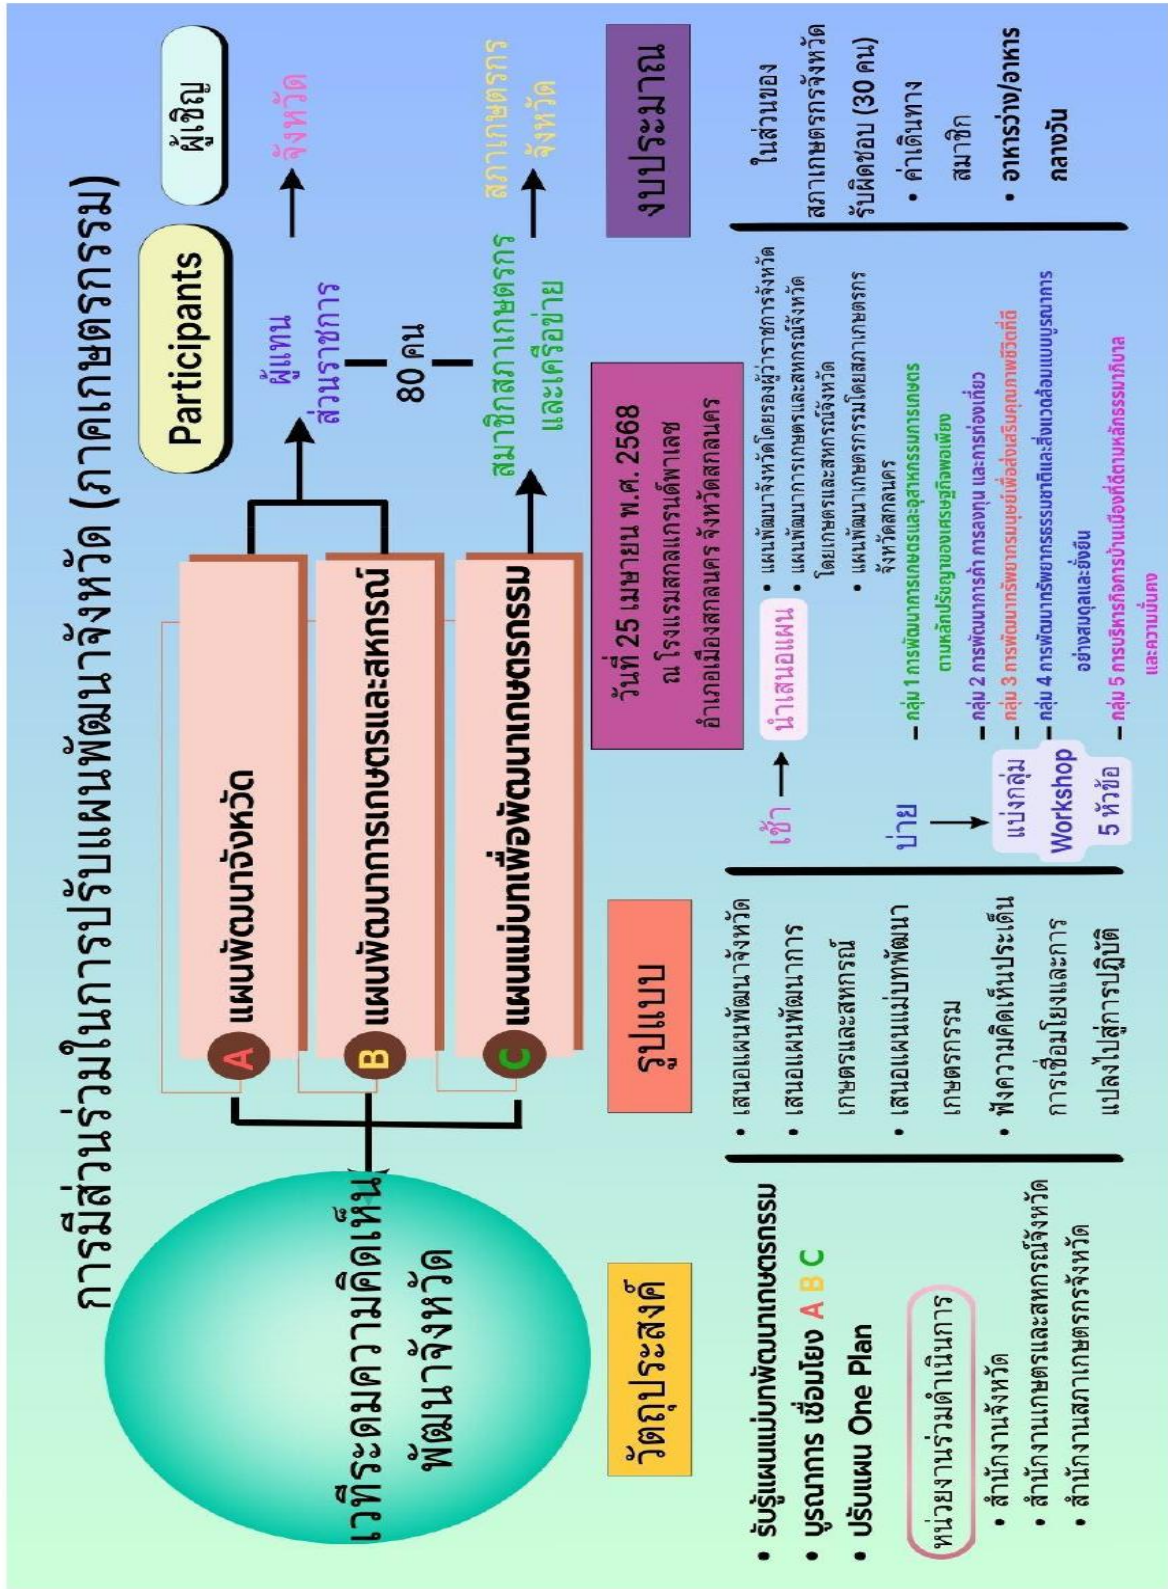 การมีส่วนร่วมในการปรับแผนพัฒนาจังหวัด (ภาคเกษตรกรรม)
เวทีระดมความคิดเห็น
พัฒนาจังหวัด
A แผนพัฒนาจังหวัด
B แผนพัฒนาการเกษตรและสหกรณ์
C แผนแม่บทเพื่อพัฒนาเกษตรกรรม
Participants
ผู้แทน
ส่วนราชการ
80 คน
สมาชิกสภาเกษตรกร
และเครือข่าย
ผู้เชิญ
จังหวัด
สภาเกษตรกร
จังหวัด
วัตถุประสงค์
• รับรู้แผนแม่บทพัฒนาเกษตรกรรม
• บูรณาการ เชื่อมโยง A B C
• ปรับแผน One Plan
หน่วยงานร่วมดำเนินการ
• สำนักงานจังหวัด
• สำนักงานเกษตรและสหกรณ์จังหวัด
• สำนักงานสภาเกษตรกรจังหวัด
รูปแบบ
• เสนอแผนพัฒนาจังหวัด
• เสนอแผนพัฒนาการ
เกษตรและสหกรณ์
• เสนอแผนแม่บทพัฒนา
เกษตรกรรม
• ฟังความคิดเห็นประเด็น
การเชื่อมโยงและการ
แปลงไปสู่การปฏิบัติ
วันที่ 25 เมษายน พ.ศ. 2568
ณ โรงแรมสกลแกรนด์พาเลซ
อำเภอเมืองสกลนคร จังหวัดสกลนคร
เช้า
นำเสนอแผน
• แผนพัฒนาจังหวัดโดยรองผู้ว่าราชการจังหวัด
• แผนพัฒนาการเกษตรและสหกรณ์จังหวัด
โดยเกษตรและสหกรณ์จังหวัด
• แผนพัฒนาเกษตรกรรมโดยสภาเกษตรกร
จังหวัดสกลนคร
บ่าย
แบ่งกลุ่ม
Workshop
5 หัวข้อ
– กลุ่ม 1 การพัฒนาการเกษตรและอุสาหกรรมการเกษตร
ตามหลักปรัชญาของเศรษฐกิจพอเพียง
– กลุ่ม 2 การพัฒนาการค้า การลงทุน และการท่องเที่ยว
– กลุ่ม 3 การพัฒนาทรัพยากรมนุษย์เพื่อส่งเสริมคุณภาพชีวิตที่ดี
– กลุ่ม 4 การพัฒนาทรัพยากรธรรมชาติและสิ่งแวดล้อมแบบบูรณาการ
อย่างสมดุลและยั่งยืน
– กลุ่ม 5 การบริหารกิจการบ้านเมืองที่ดีตามหลักธรรมาภิบาล
และความมั่นคง
งบประมาณ
ในส่วนของ
สภาเกษตรกรจังหวัด
รับผิดชอบ (30 คน)
• ค่าเดินทาง
สมาชิก
• อาหารว่าง/อาหาร
กลางวัน